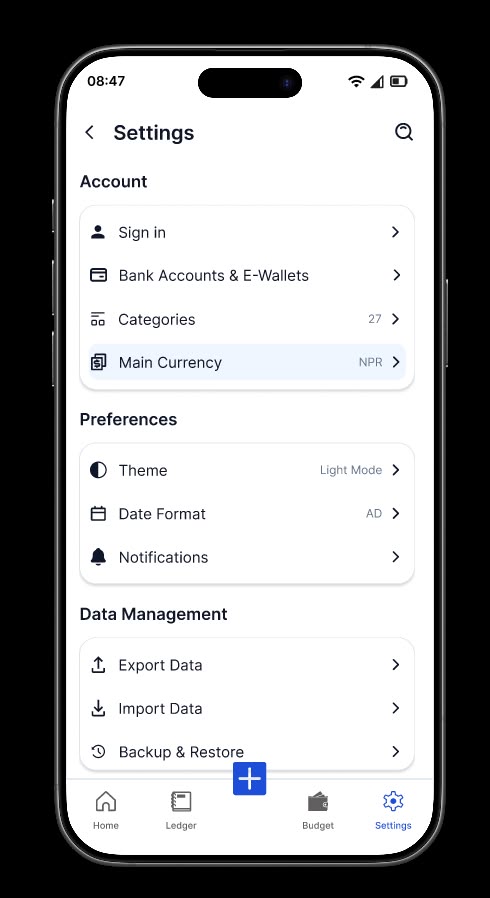 08:47
Settings
Account
Sign in
Bank Accounts & E-Wallets
Categories 27
Main Currency NPR
Preferences
Theme Light Mode
Date Format AD
Notifications
Data Management
Export Data
Import Data
Backup & Restore
Home Ledger Budget Settings